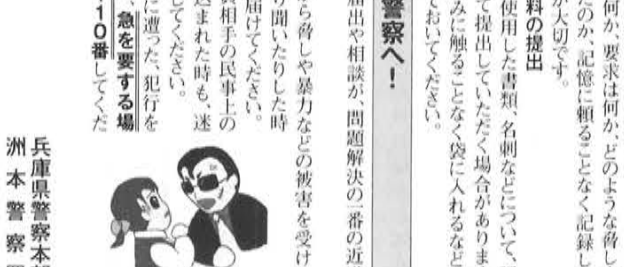 何か、要求は何か、どのような脅し
たのか、記憶に頼ることなく記録し
が大切です。
料の提出
使用した書類、名刺などについて、
て提出していただく場合がありま
みに触ることなく袋に入れるなど
ておいてください。
警察へ!
届出や相談が、問題解決の一番の近
から脅しや暴力などの被害を受け
り聞いたりした時
届けてください。
相手の民事上の
込まれた時も、迷
してください。
、急を要する場
に遭った、犯行を
10番してくだ
兵庫県警察本部
洲本警察